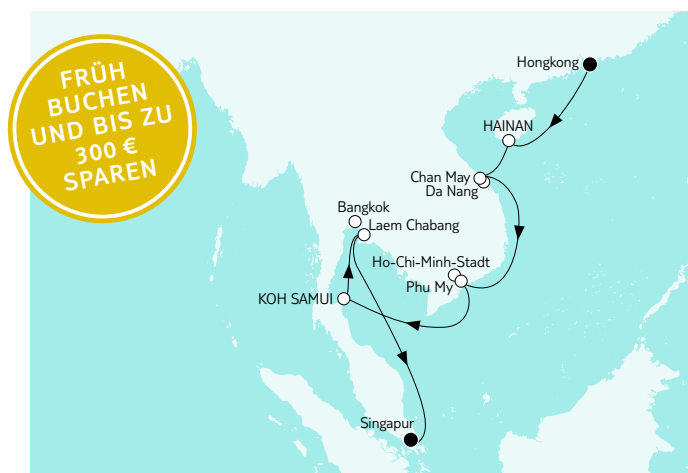 FRÜH
BUCHEN
UND BIS ZU
300 €
SPAREN
Hongkong
HAINAN
Chan May
Da Nang
Bangkok
Laem Chabang
Ho-Chi-Minh-Stadt
Phu My
KOH SAMUI
Singapur